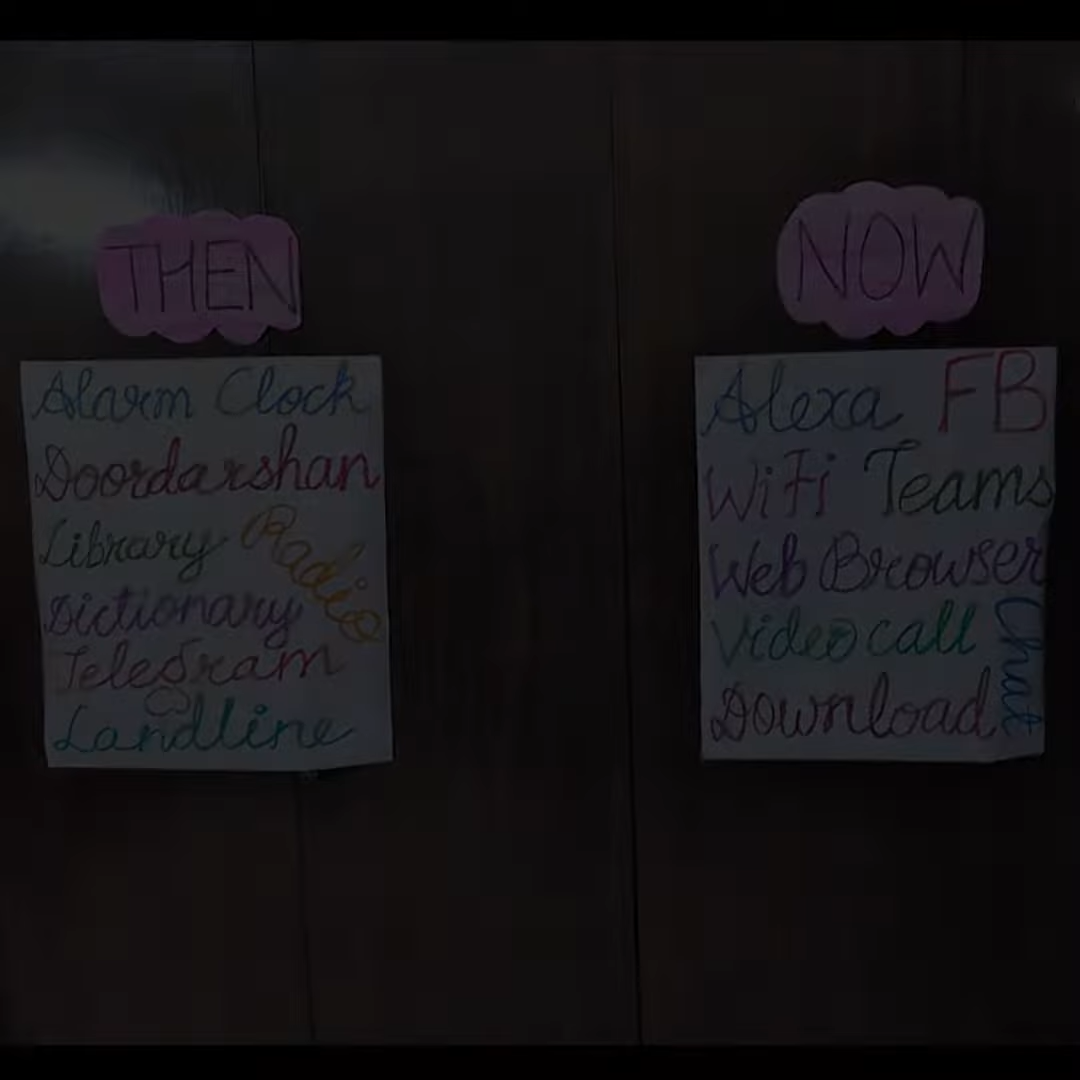 THEN
Alarm Clock
Doordarshan
Library Radio
Dictionary
Telegram
Landline
NOW
Alexa FB
WiFi Teams
Web Browser
Video call
Chat
Download